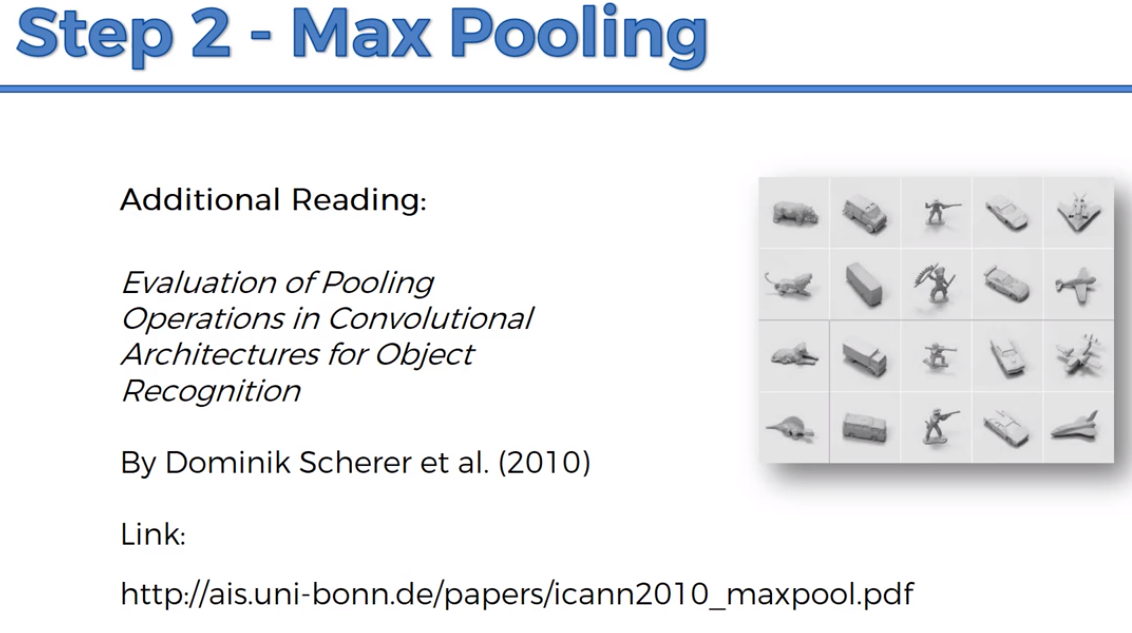 Step 2 - Max Pooling
Additional Reading:
Evaluation of Pooling
Operations in Convolutional
Architectures for Object
Recognition
By Dominik Scherer et al. (2010)
Link:
http://ais.uni-bonn.de/papers/icann2010_maxpool.pdf